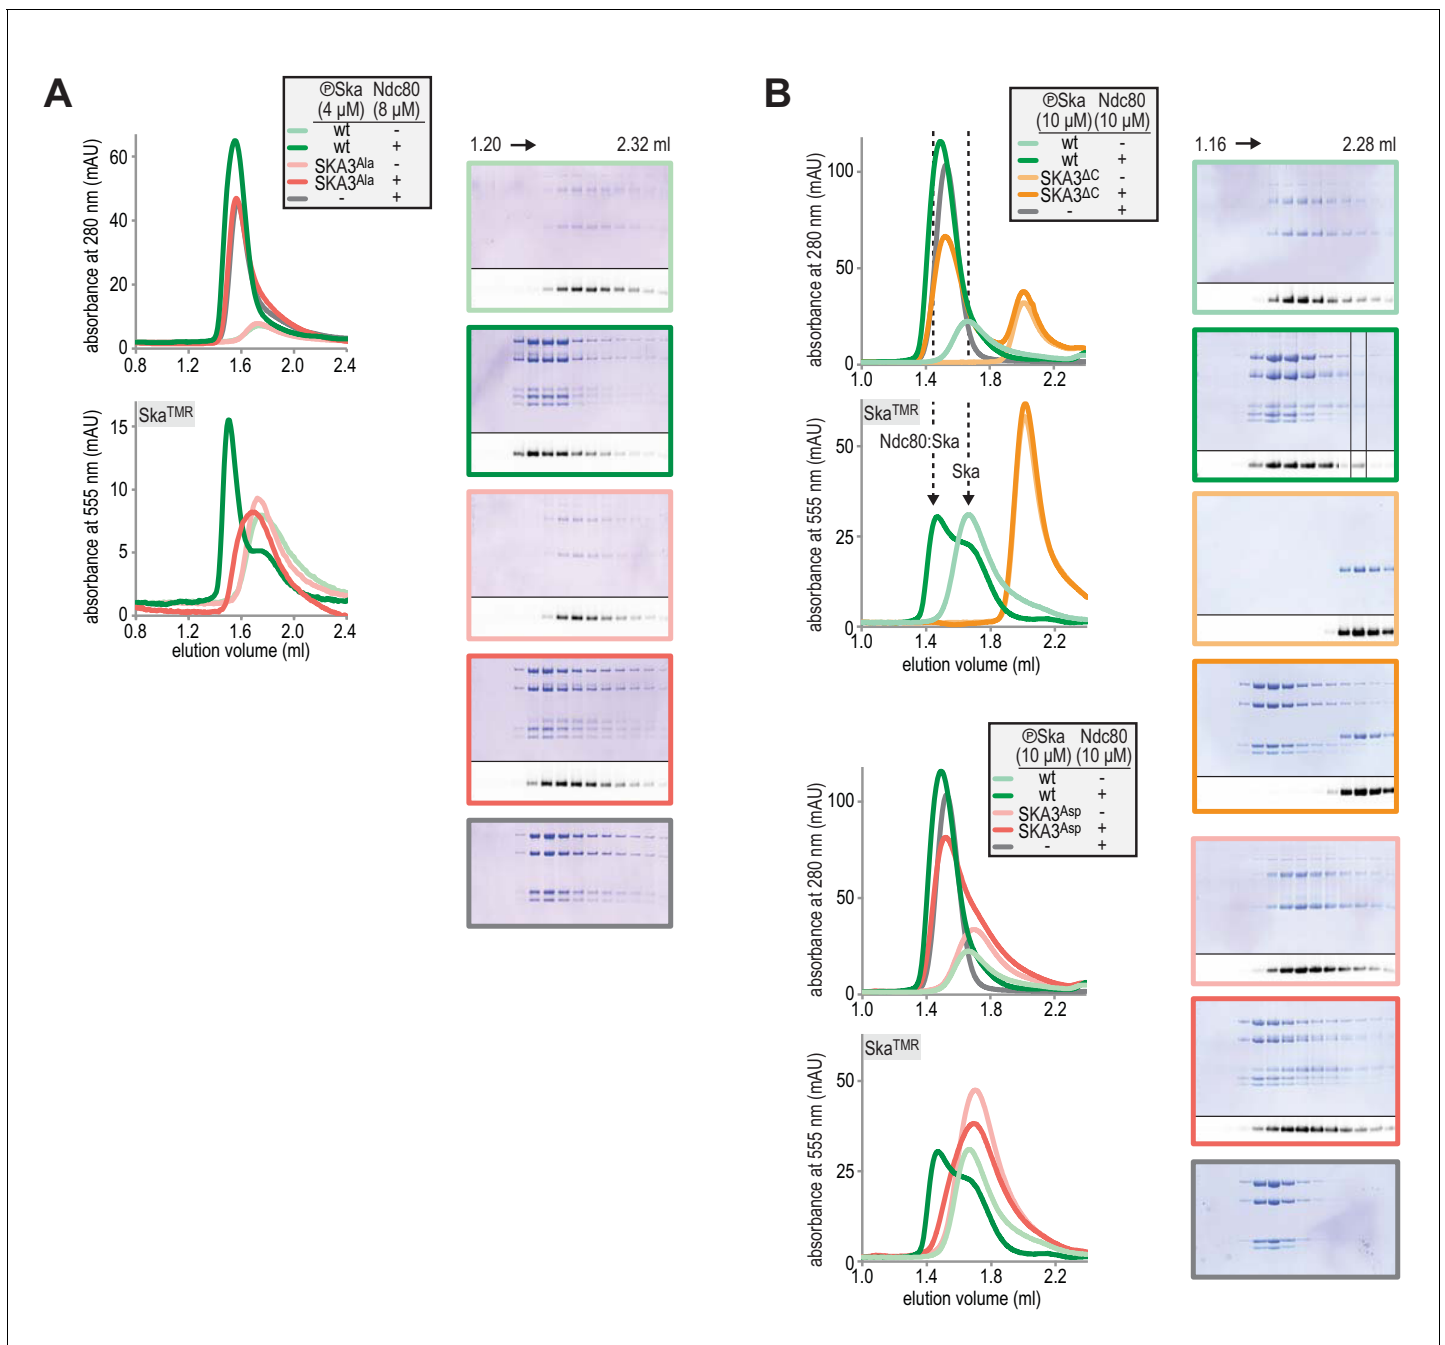 A
ⓅSka Ndc80
(4 µM) (8 µM)
wt -
wt +
SKA3Ala -
SKA3Ala +
- +
absorbance at 280 nm (mAU)
60
40
20
0
0.8 1.2 1.6 2.0 2.4
SkaTMR
absorbance at 555 nm (mAU)
15
10
5
0
0.8 1.2 1.6 2.0 2.4
elution volume (ml)
1.20 → 2.32 ml
B
ⓅSka Ndc80
(10 µM) (10 µM)
wt -
wt +
SKA3ΔC -
SKA3ΔC +
- +
absorbance at 280 nm (mAU)
100
50
0
1.0 1.4 1.8 2.2
SkaTMR
Ndc80:Ska
Ska
absorbance at 555 nm (mAU)
50
25
0
1.0 1.4 1.8 2.2
elution volume (ml)
1.16 → 2.28 ml
ⓅSka Ndc80
(10 µM) (10 µM)
wt -
wt +
SKA3Asp -
SKA3Asp +
- +
absorbance at 280 nm (mAU)
100
50
0
1.0 1.4 1.8 2.2
SkaTMR
absorbance at 555 nm (mAU)
50
25
0
1.0 1.4 1.8 2.2
elution volume (ml)